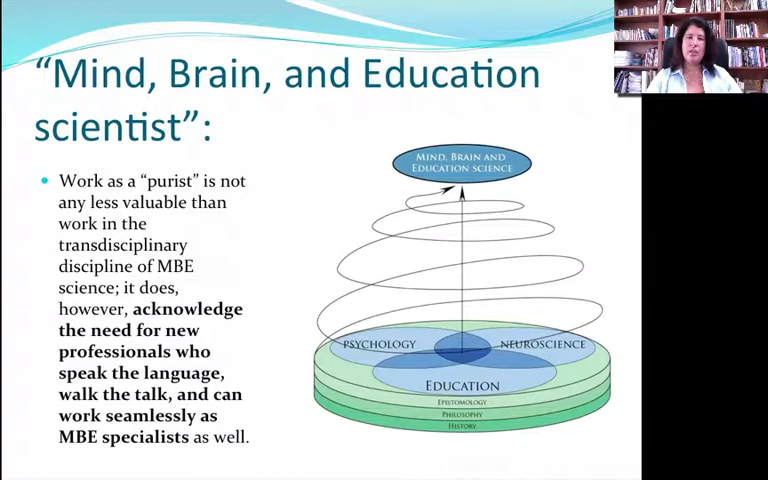 “Mind, Brain, and Education
scientist”:
Work as a “purist” is not
any less valuable than
work in the
transdisciplinary
discipline of MBE
science; it does,
however, acknowledge
the need for new
professionals who
speak the language,
walk the talk, and can
work seamlessly as
MBE specialists as well.
MIND, BRAIN AND
EDUCATION SCIENCE
PSYCHOLOGY
NEUROSCIENCE
EDUCATION
EPISTOMOLOGY
PHILOSOPHY
HISTORY